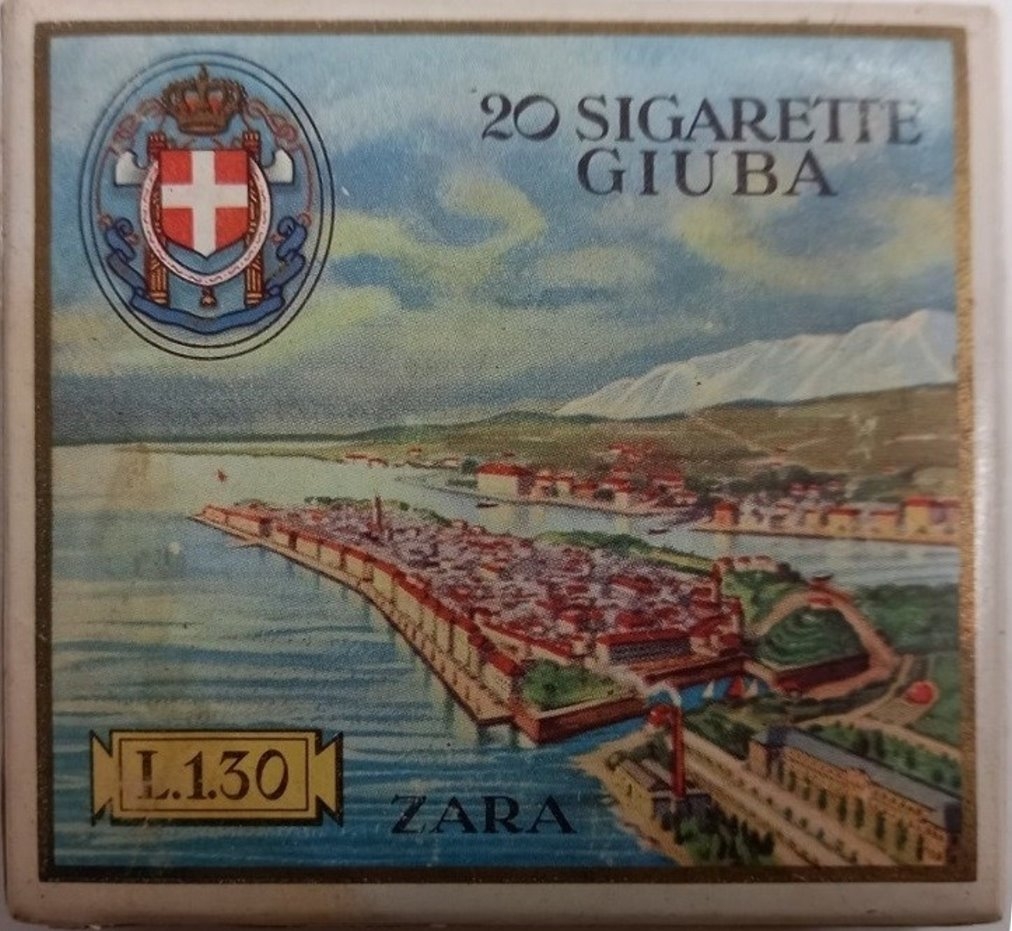 20 SIGARETTE
GIUBA
L.1.30
ZARA